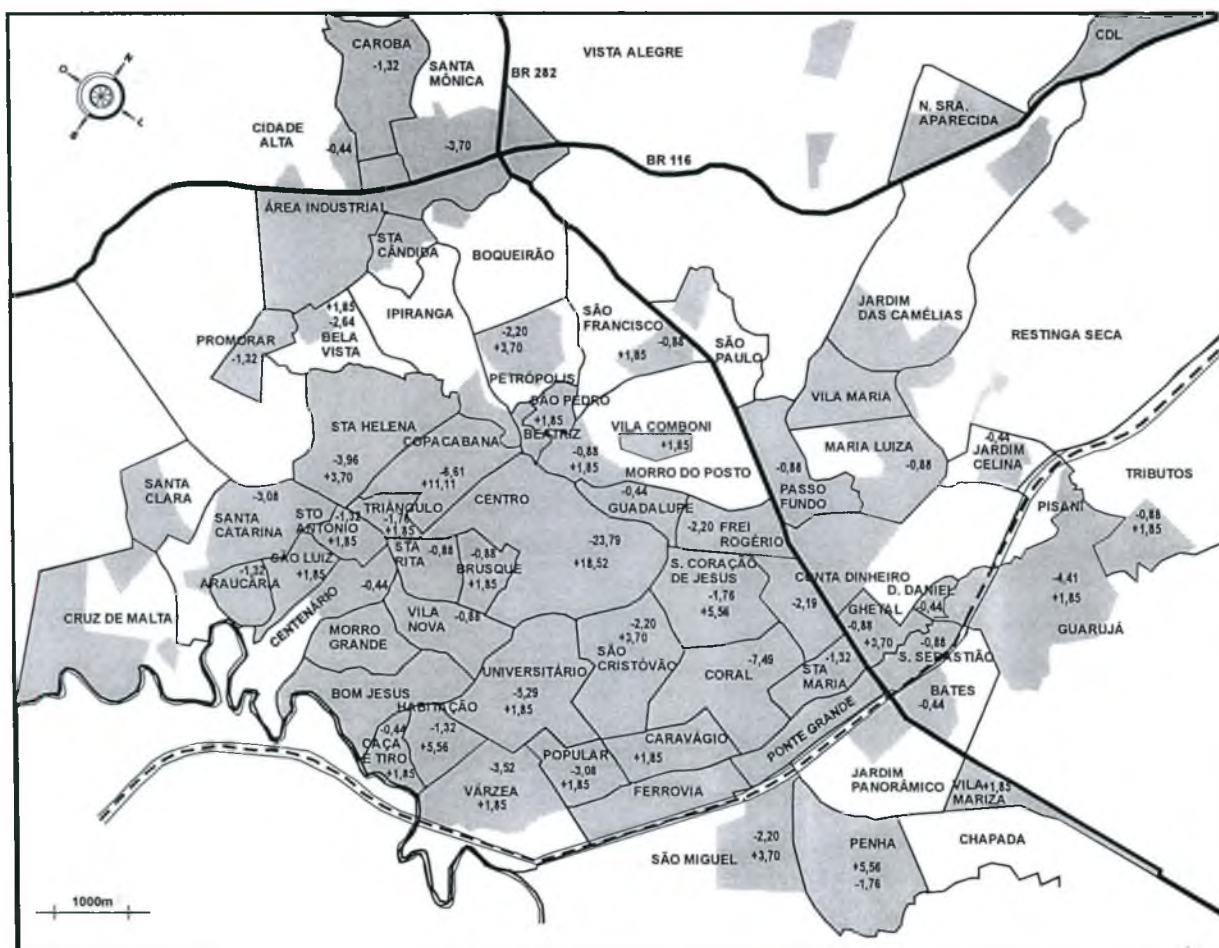 CAROBA
-1,32
SANTA
MÔNICA
BR 282
VISTA ALEGRE
CDL
O
N
S
L
N. SRA.
APARECIDA
CIDADE
ALTA
-0,44
-3,70
BR 116
ÁREA INDUSTRIAL
STA
CÂNDIDA
BOQUEIRÃO
IPIRANGA
+1,85
-2,64
BELA
VISTA
PROMORAR
-1,32
-2,20
+3,70
PETRÓPOLIS
SÃO
FRANCISCO
-0,88
+1,85
SÃO
PAULO
JARDIM
DAS CAMÉLIAS
RESTINGA SECA
SÃO PEDRO
+1,85
BEATRIZ
-0,88
+1,85
VILA COMBONI
+1,85
MORRO DO POSTO
VILA MARIA
MARIA LUIZA
-0,88
-0,44
JARDIM
CELINA
TRIBUTOS
-0,88
+1,85
STA HELENA
-3,96
+3,70
COPACABANA
-6,61
+11,11
CENTRO
-23,79
+18,52
-0,44
GUADALUPE
-2,20
FREI
ROGÉRIO
-0,88
PASSO
FUNDO
PISANI
SANTA
CLARA
-3,08
SANTA
CATARINA
STO
ANTÔNIO
-1,32
+1,85
TRIÂNGULO
-1,76
+1,85
STA
RITA
-0,88
-0,88
BRUSQUE
+1,85
SÃO LUIZ
+1,85
-1,32
ARAUCÁRIA
CENTENÁRIO
-0,44
S. CORAÇÃO
DE JESUS
-1,76
+5,56
CONTA DINHEIRO
-2,19
D. DANIEL
-0,44
GHETAL
-0,88
+3,70
-4,41
+1,85
GUARUJÁ
CRUZ DE MALTA
MORRO
GRANDE
VILA
NOVA
-0,88
UNIVERSITÁRIO
-5,29
+1,85
-2,20
+3,70
SÃO
CRISTÓVÃO
-7,49
CORAL
-1,32
STA
MARIA
-0,88
S. SEBASTIÃO
BATES
-0,44
BOM JESUS
HABITAÇÃO
-1,32
+5,56
-0,44
CAÇA
E TIRO
+1,85
-3,52
VÁRZEA
+1,85
POPULAR
-3,08
+1,85
CARAVÁGIO
+1,85
PONTE GRANDE
FERROVIA
JARDIM
PANORÂMICO
VILA
MARIZA
+1,85
SÃO MIGUEL
-2,20
+3,70
PENHA
+5,56
-1,76
CHAPADA
1000m